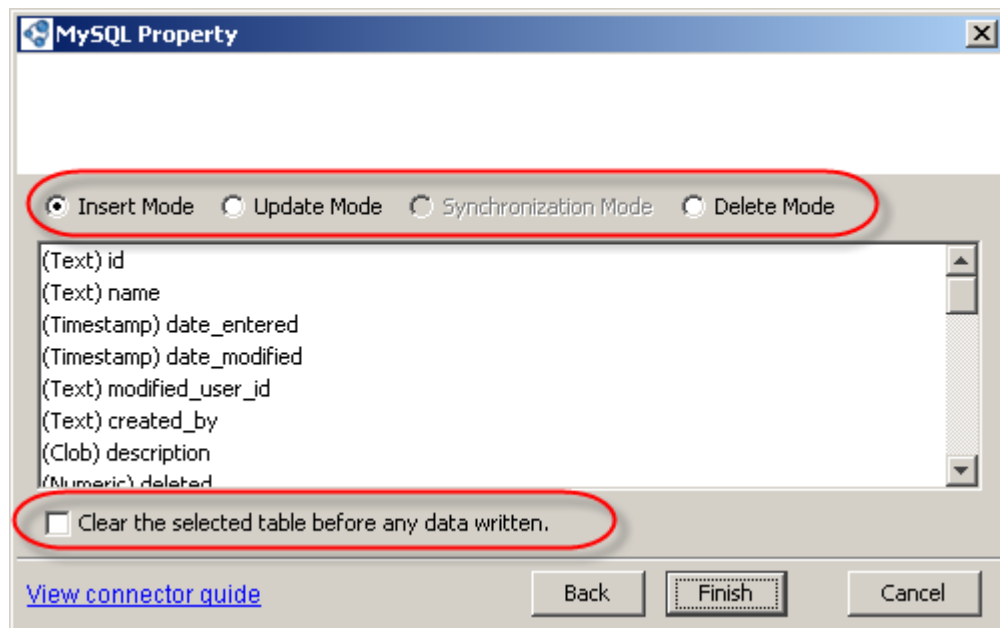 MySQL Property
Insert Mode Update Mode Synchronization Mode Delete Mode
(Text) id
(Text) name
(Timestamp) date_entered
(Timestamp) date_modified
(Text) modified_user_id
(Text) created_by
(Clob) description
(Numeric) deleted
Clear the selected table before any data written.
View connector guide Back Finish Cancel